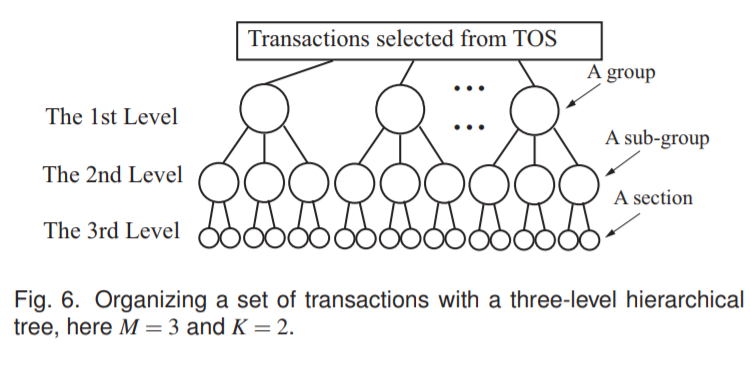 Transactions selected from TOS
A group
...
...
The 1st Level
A sub-group
The 2nd Level
A section
The 3rd Level
Fig. 6. Organizing a set of transactions with a three-level hierarchical
tree, here M = 3 and K = 2.